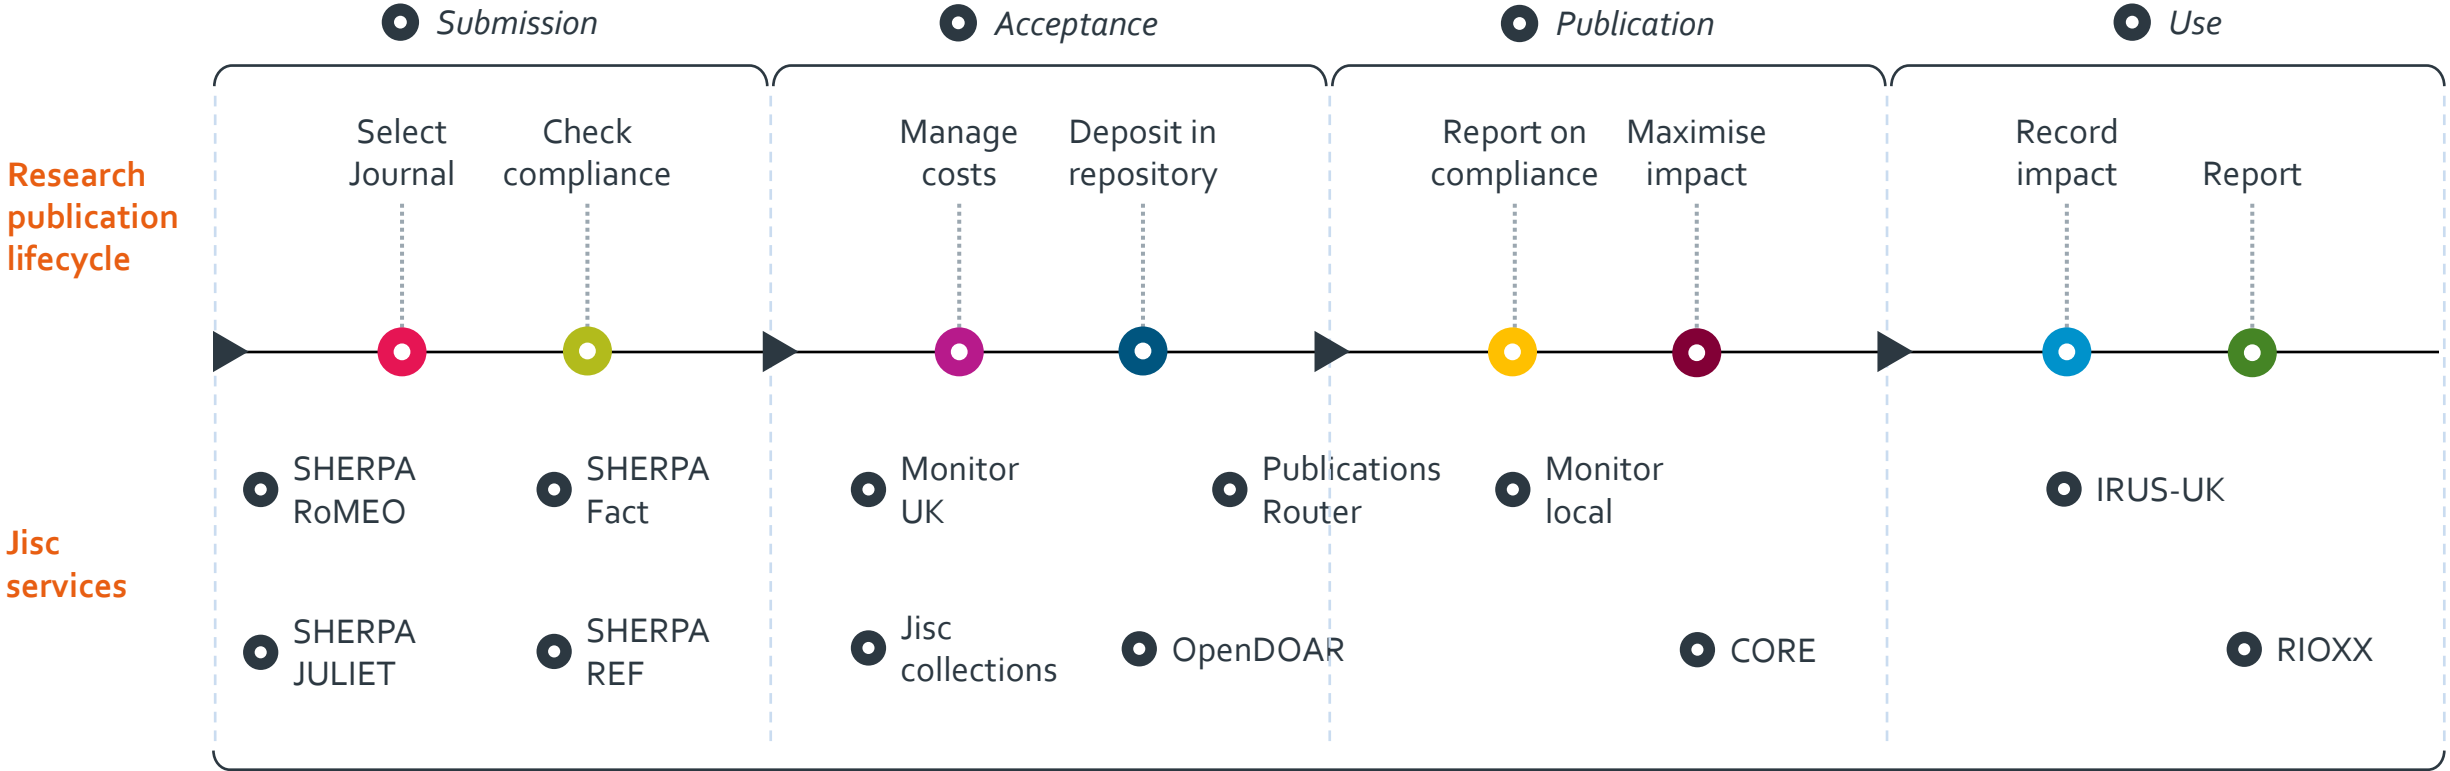 Submission
Acceptance
Publication
Use
Research
publication
lifecycle
Select
Journal
Check
compliance
Manage
costs
Deposit in
repository
Report on
compliance
Maximise
impact
Record
impact
Report
Jisc
services
SHERPA
RoMEO
SHERPA
Fact
Monitor
UK
Publications
Router
Monitor
local
IRUS-UK
SHERPA
JULIET
SHERPA
REF
Jisc
collections
OpenDOAR
CORE
RIOXX